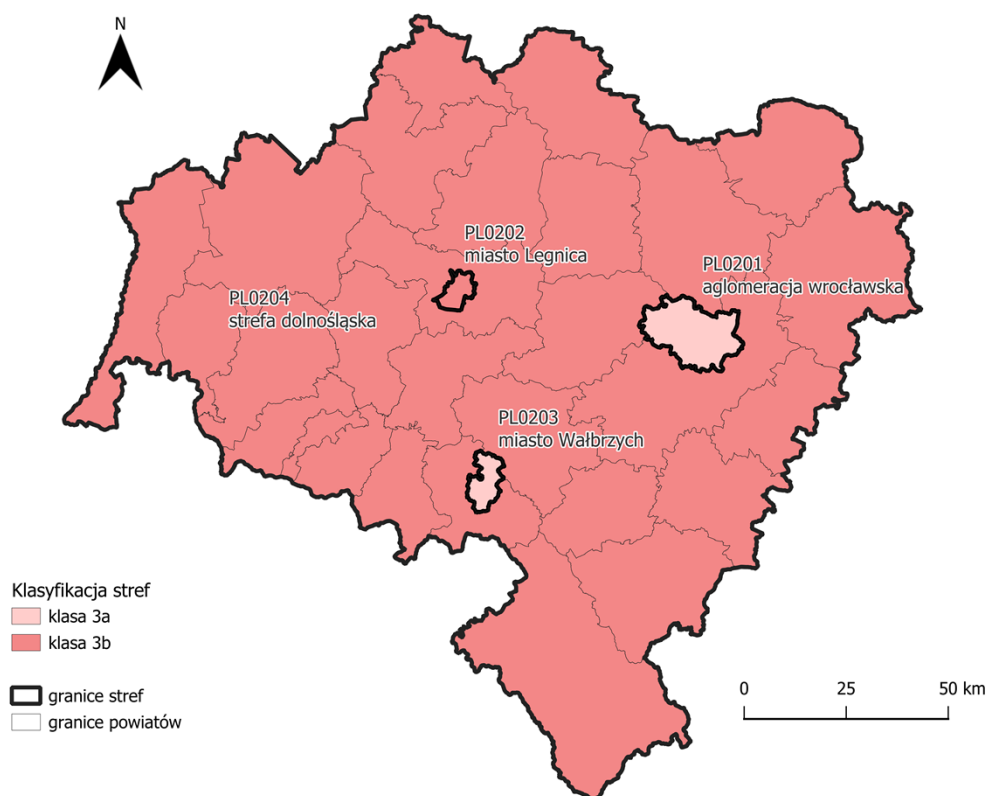 N
PL0202
miasto Legnica
PL0201
aglomeracja wrocławska
PL0204
strefa dolnośląska
PL0203
miasto Wałbrzych
Klasyfikacja stref
klasa 3a
klasa 3b
granice stref
granice powiatów
0 25 50 km